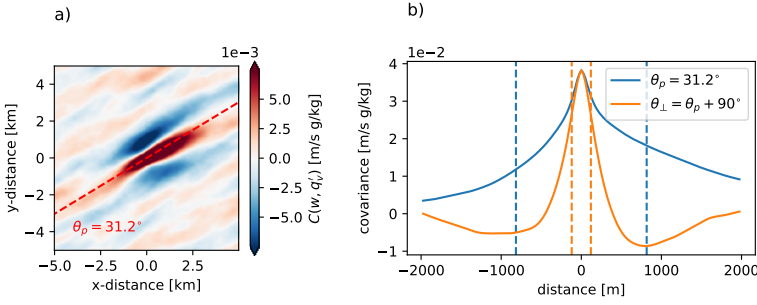 a)
1e−3
4
2
0
−2
−4
−5.0
−2.5
0.0
2.5
x-distance [km]
y-distance [km]
θp = 31.2°
5.0
2.5
0.0
−2.5
−5.0
C(w, q′v) [m/s g/kg]
b)
1e−2
4
3
2
1
0
−1
−2000
−1000
0
1000
2000
distance [m]
covariance [m/s g/kg]
θp = 31.2°
θ⊥ = θp + 90°